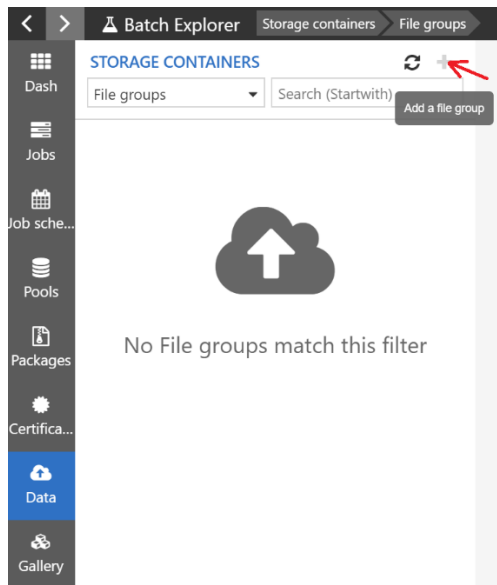 Batch Explorer Storage containers File groups
STORAGE CONTAINERS
File groups Search (Startwith)
Add a file group
Dash
Jobs
Job sche...
Pools
Packages
Certifica...
Data
Gallery
No File groups match this filter